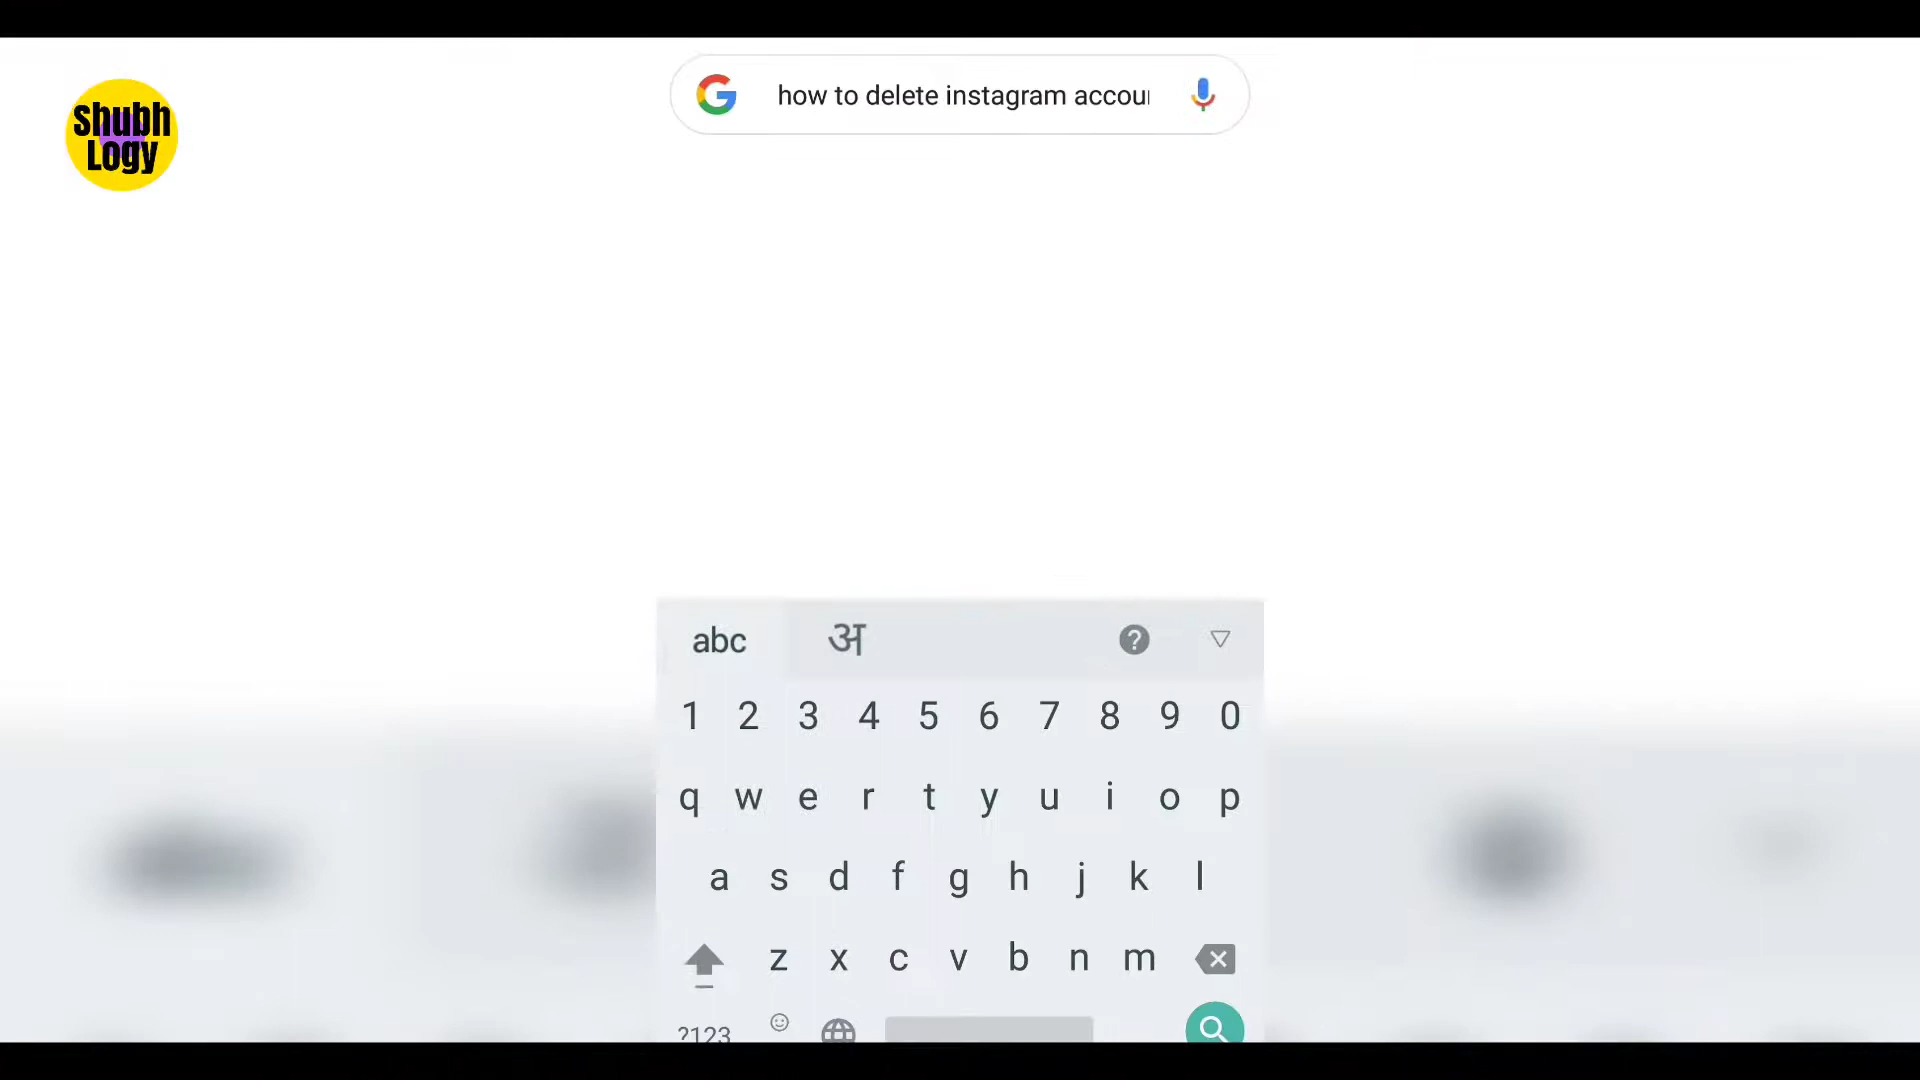 Shubh
Logy
how to delete instagram accou
abc अ
1 2 3 4 5 6 7 8 9 0
q w e r t y u i o p
a s d f g h j k l
z x c v b n m
?123